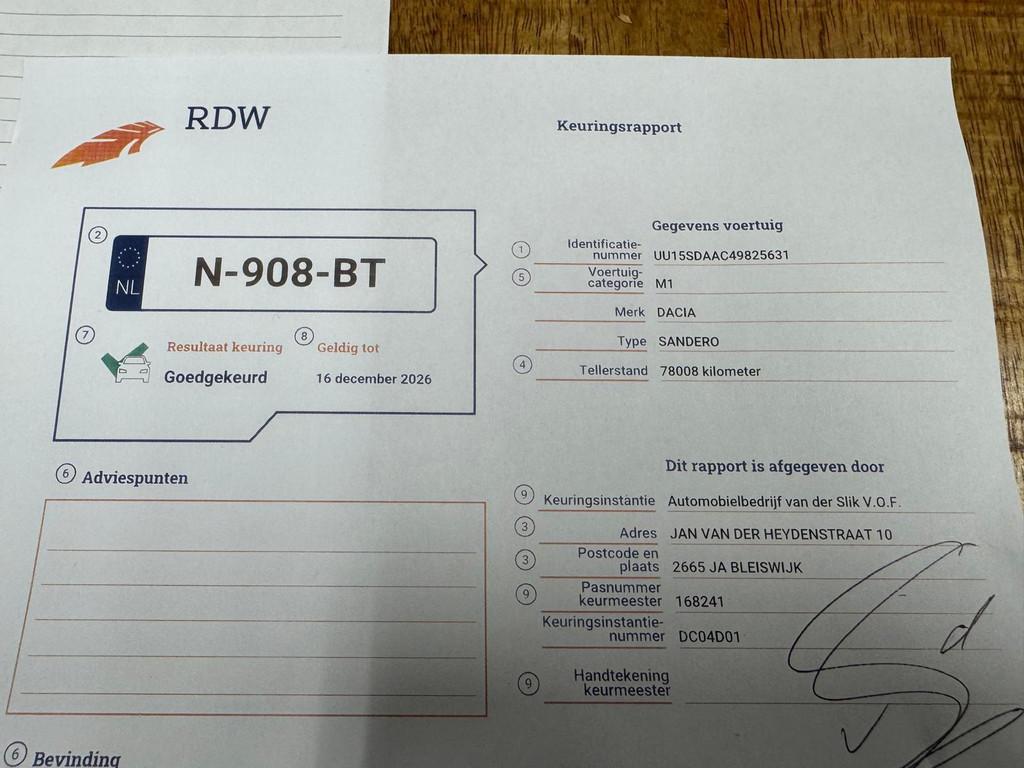 RDW
Keuringsrapport
2
NL
N-908-BT
7
Resultaat keuring
Goedgekeurd
8
Geldig tot
16 december 2026
Gegevens voertuig
1 Identificatie-
nummer UU15SDAAC49825631
5 Voertuig-
categorie M1
Merk DACIA
Type SANDERO
4 Tellerstand 78008 kilometer
6 Adviespunten
Dit rapport is afgegeven door
9 Keuringsinstantie Automobielbedrijf van der Slik V.O.F.
3 Adres JAN VAN DER HEYDENSTRAAT 10
3 Postcode en
plaats 2665 JA BLEISWIJK
9 Pasnummer
keurmeester 168241
Keuringsinstantie-
nummer DC04D01
9 Handtekening
keurmeester
6 Bevinding